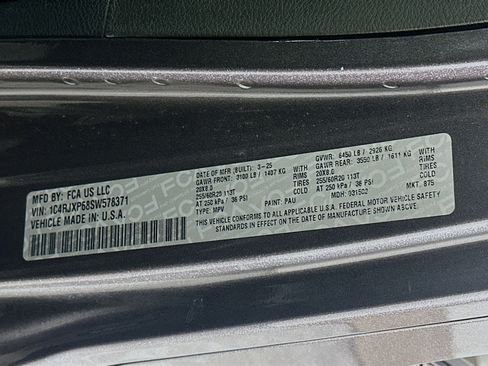 MFD BY: FCA US LLC
VIN: 1C4RJXP68SW578371
VEHICLE MADE IN: U.S.A.
DATE OF MFR (BUILT): 3-25
GAWR FRONT: 3100 LB / 1407 KG
WITH
20X8.0 RIMS
255/60R20 113T TIRES
AT 250 kPa / 36 PSI
TYPE: MPV
PAINT: PAU
GVWR: 6450 LB / 2926 KG
GAWR REAR: 3550 LB / 1611 KG
WITH
20X8.0 RIMS
255/60R20 113T TIRES
AT 250 kPa / 36 PSI
MDH: 031502
MKT: 875
THIS VEHICLE CONFORMS TO ALL APPLICABLE U.S.A. FEDERAL MOTOR VEHICLE SAFETY
STANDARDS IN EFFECT ON THE DATE OF MANUFACTURE SHOWN ABOVE.